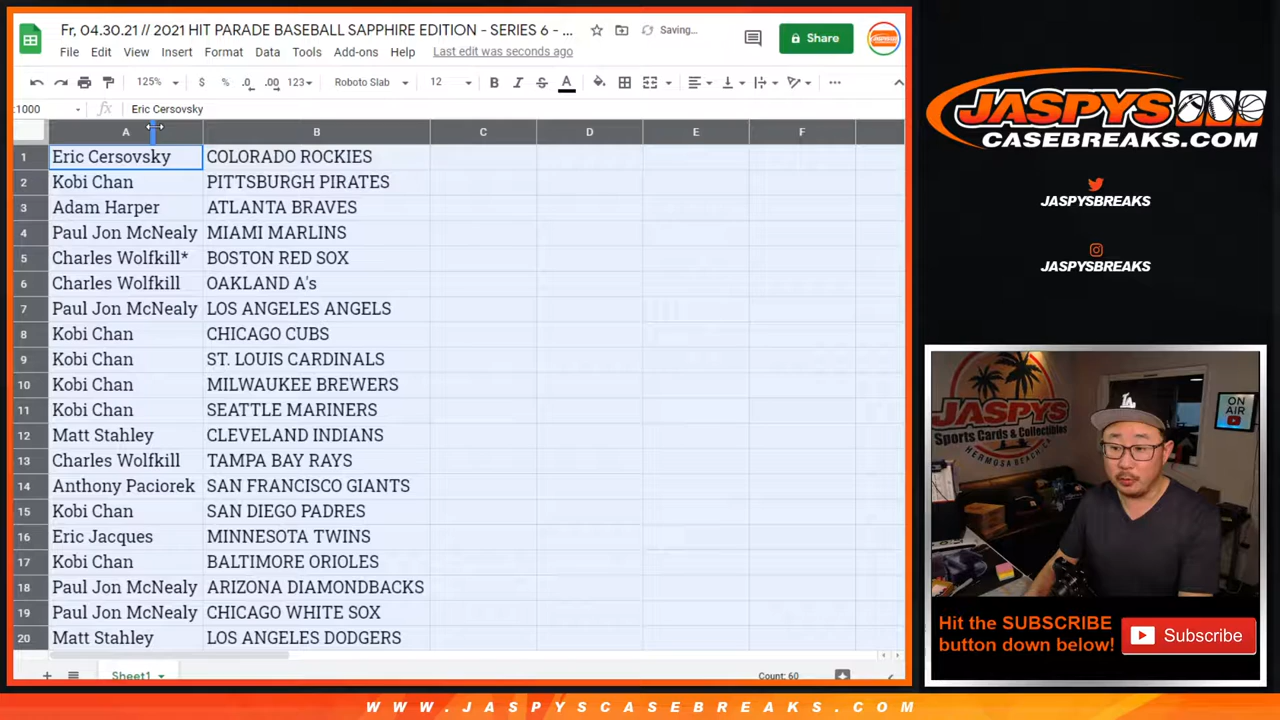 Fr, 04.30.21 // 2021 HIT PARADE BASEBALL SAPPHIRE EDITION - SERIES 6 - ...
Saving...
Share
File Edit View Insert Format Data Tools Add-ons Help Last edit was seconds ago
125% $ % .0 .00 123 Roboto Slab 12 B I S A
:1000 fx Eric Cersovsky
A B C D E F
1 Eric Cersovsky COLORADO ROCKIES
2 Kobi Chan PITTSBURGH PIRATES
3 Adam Harper ATLANTA BRAVES
4 Paul Jon McNealy MIAMI MARLINS
5 Charles Wolfkill* BOSTON RED SOX
6 Charles Wolfkill OAKLAND A's
7 Paul Jon McNealy LOS ANGELES ANGELS
8 Kobi Chan CHICAGO CUBS
9 Kobi Chan ST. LOUIS CARDINALS
10 Kobi Chan MILWAUKEE BREWERS
11 Kobi Chan SEATTLE MARINERS
12 Matt Stahley CLEVELAND INDIANS
13 Charles Wolfkill TAMPA BAY RAYS
14 Anthony Paciorek SAN FRANCISCO GIANTS
15 Kobi Chan SAN DIEGO PADRES
16 Eric Jacques MINNESOTA TWINS
17 Kobi Chan BALTIMORE ORIOLES
18 Paul Jon McNealy ARIZONA DIAMONDBACKS
19 Paul Jon McNealy CHICAGO WHITE SOX
20 Matt Stahley LOS ANGELES DODGERS
Sheet1 Count: 60
JASPYS
CASEBREAKS.COM
JASPYSBREAKS
JASPYSBREAKS
JASPYS
Sports Cards & Collectibles
HERMOSA BEACH, CA
LA
ON AIR
Hit the SUBSCRIBE
button down below!
Subscribe
WWW.JASPYSCASEBREAKS.COM